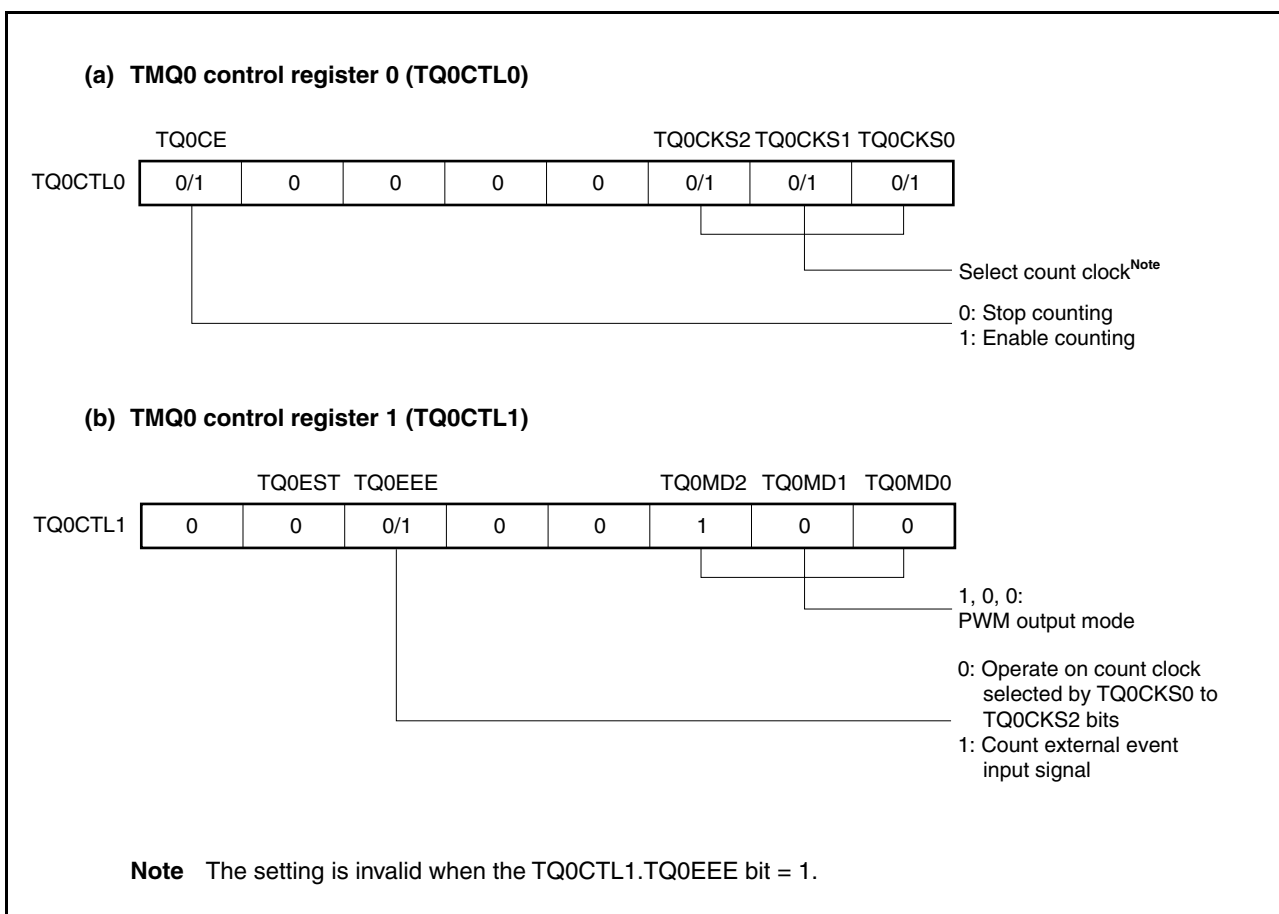 (a) TMQ0 control register 0 (TQ0CTL0)
TQ0CE TQ0CKS2 TQ0CKS1 TQ0CKS0
TQ0CTL0 0/1 0 0 0 0 0/1 0/1 0/1
Select count clockNote
0: Stop counting
1: Enable counting
(b) TMQ0 control register 1 (TQ0CTL1)
TQ0EST TQ0EEE TQ0MD2 TQ0MD1 TQ0MD0
TQ0CTL1 0 0 0/1 0 0 1 0 0
1, 0, 0:
PWM output mode
0: Operate on count clock
selected by TQ0CKS0 to
TQ0CKS2 bits
1: Count external event
input signal
Note The setting is invalid when the TQ0CTL1.TQ0EEE bit = 1.